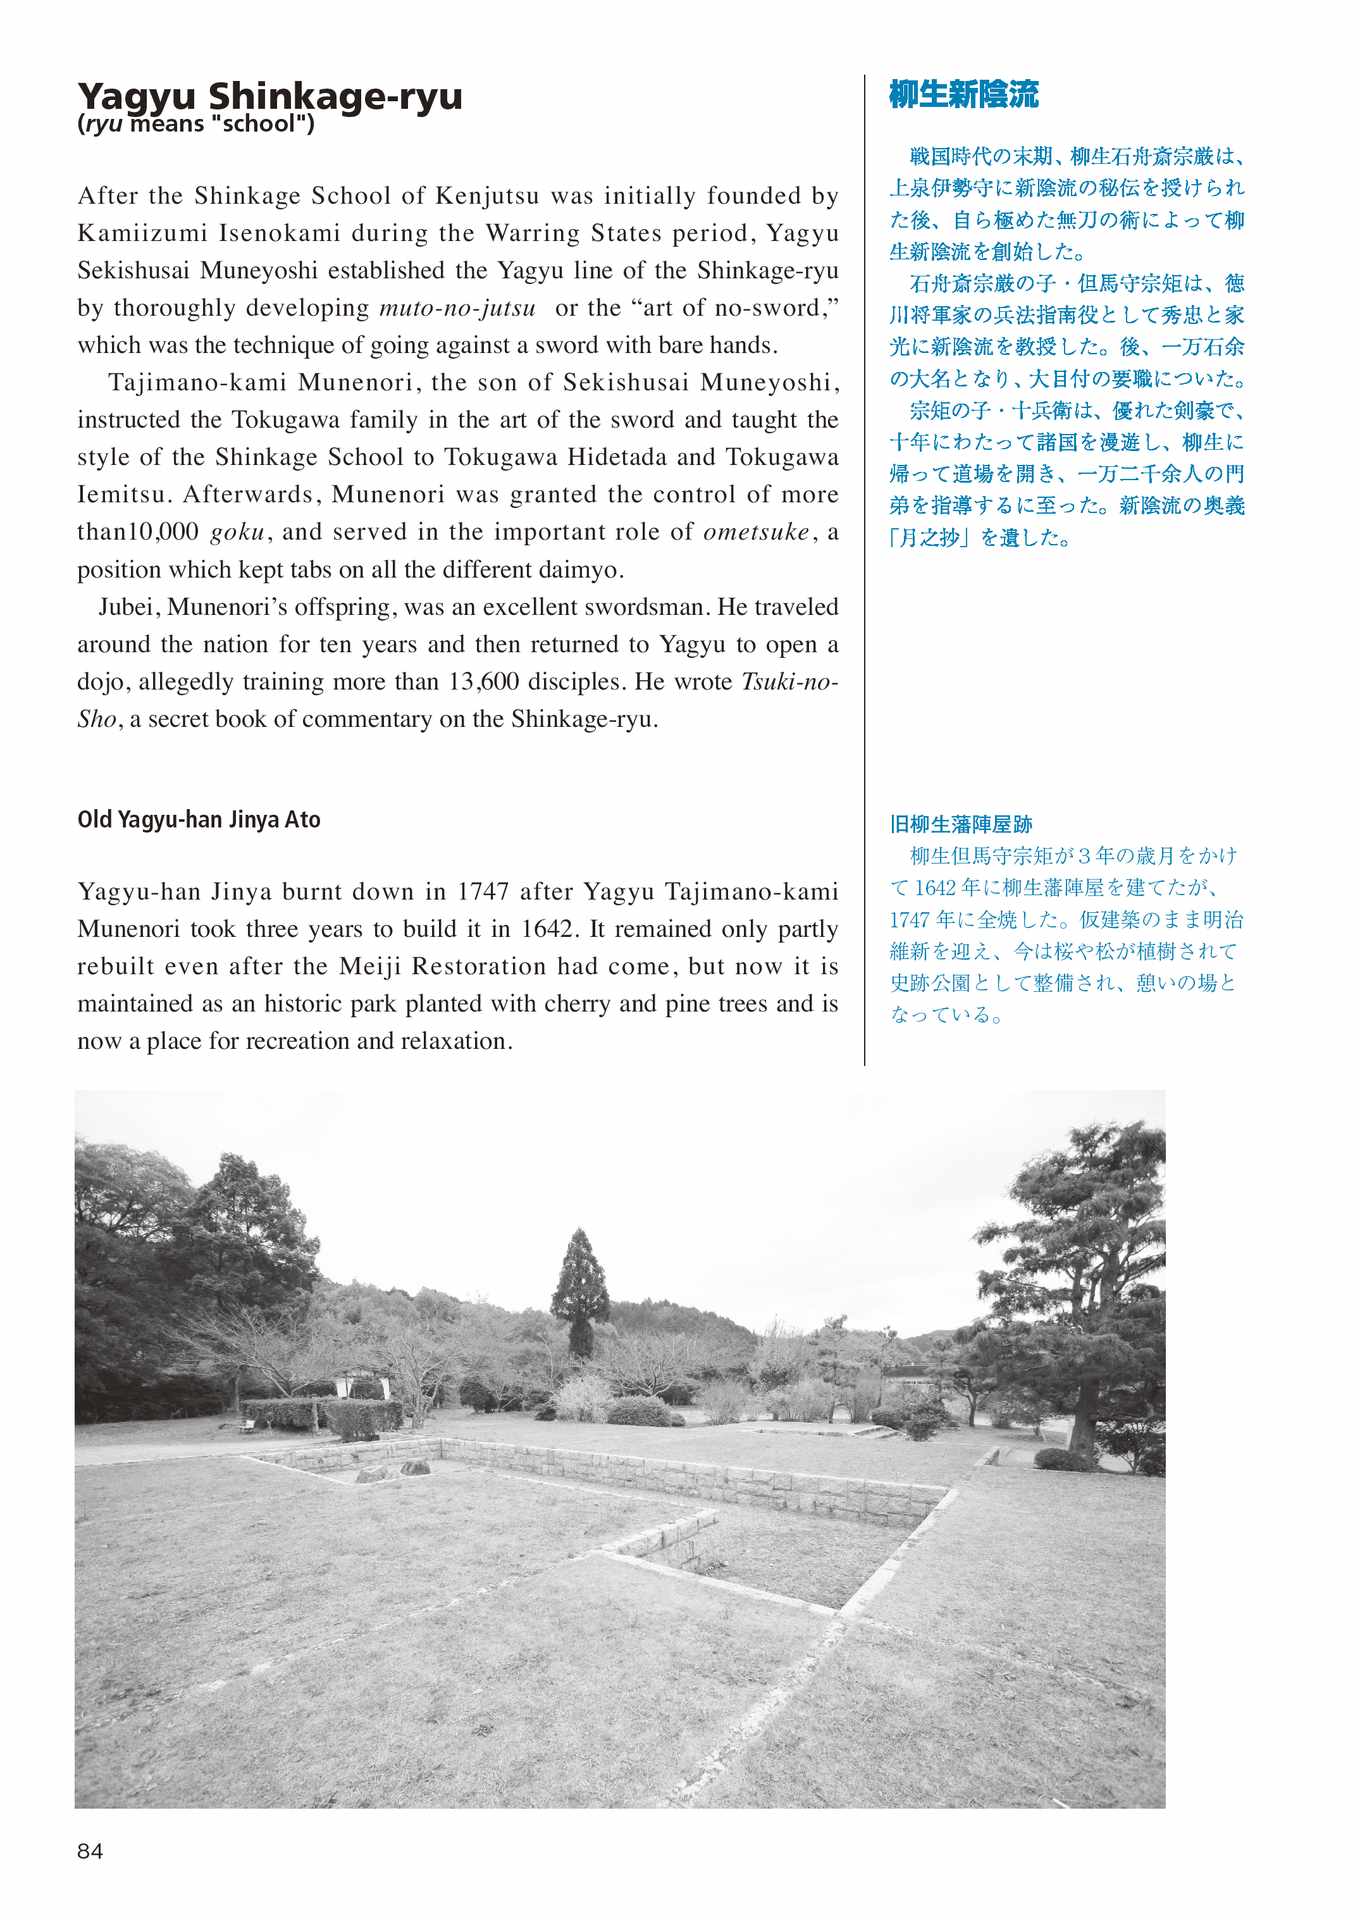 Yagyu Shinkage-ryu
(ryu means "school")
After the Shinkage School of Kenjutsu was initially founded by
Kamiizumi Isenokami during the Warring States period, Yagyu
Sekishusai Muneyoshi established the Yagyu line of the Shinkage-ryu
by thoroughly developing muto-no-jutsu or the “art of no-sword,”
which was the technique of going against a sword with bare hands.
Tajimano-kami Munenori, the son of Sekishusai Muneyoshi,
instructed the Tokugawa family in the art of the sword and taught the
style of the Shinkage School to Tokugawa Hidetada and Tokugawa
Iemitsu. Afterwards, Munenori was granted the control of more
than10,000 goku, and served in the important role of ometsuke, a
position which kept tabs on all the different daimyo.
Jubei, Munenori’s offspring, was an excellent swordsman. He traveled
around the nation for ten years and then returned to Yagyu to open a
dojo, allegedly training more than 13,600 disciples. He wrote Tsuki-no-
Sho, a secret book of commentary on the Shinkage-ryu.
Old Yagyu-han Jinya Ato
Yagyu-han Jinya burnt down in 1747 after Yagyu Tajimano-kami
Munenori took three years to build it in 1642. It remained only partly
rebuilt even after the Meiji Restoration had come, but now it is
maintained as an historic park planted with cherry and pine trees and is
now a place for recreation and relaxation.
柳生新陰流
戦国時代の末期、柳生石舟斎宗厳は、
上泉伊勢守に新陰流の秘伝を授けられ
た後、自ら極めた無刀の術によって柳
生新陰流を創始した。
石舟斎宗厳の子・但馬守宗矩は、徳
川将軍家の兵法指南役として秀忠と家
光に新陰流を教授した。後、一万石余
の大名となり、大目付の要職についた。
宗矩の子・十兵衛は、優れた剣豪で、
十年にわたって諸国を漫遊し、柳生に
帰って道場を開き、一万二千余人の門
弟を指導するに至った。新陰流の奥義
「月之抄」を遺した。
旧柳生藩陣屋跡
柳生但馬守宗矩が３年の歳月をかけ
て 1642 年に柳生藩陣屋を建てたが、
1747 年に全焼した。仮建築のまま明治
維新を迎え、今は桜や松が植樹されて
史跡公園として整備され、憩いの場と
なっている。
84